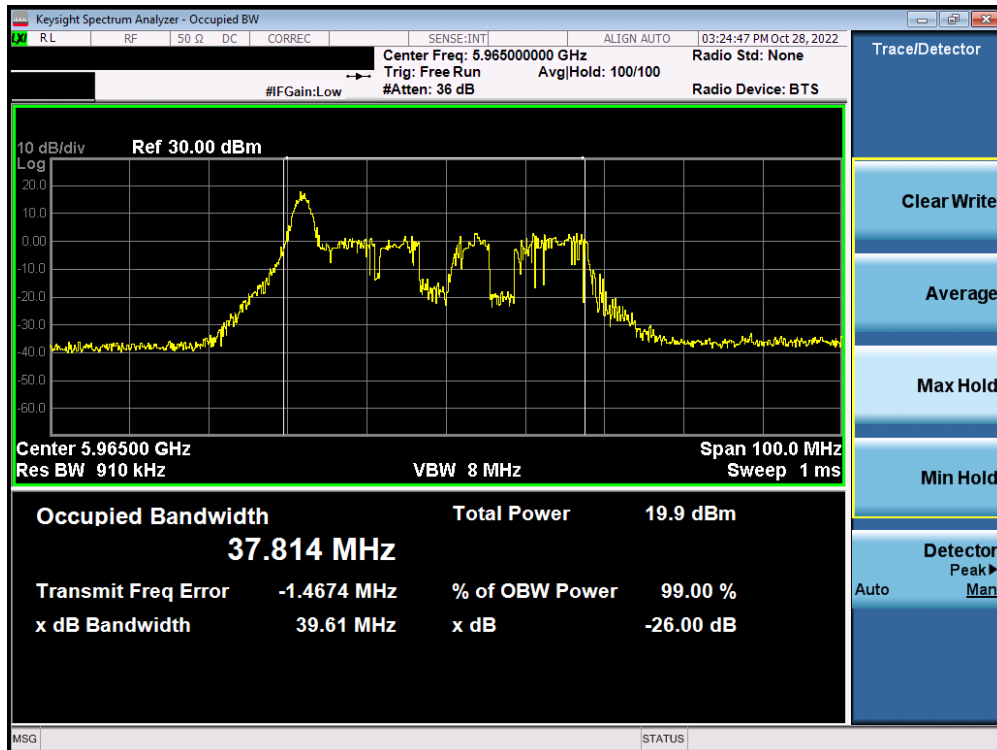 Keysight Spectrum Analyzer - Occupied BW
LXI RL RF 50 Ω DC CORREC SENSE:INT ALIGN AUTO 03:24:47 PM Oct 28, 2022
Center Freq: 5.965000000 GHz Radio Std: None
Trig: Free Run Avg|Hold: 100/100
#IFGain:Low #Atten: 36 dB Radio Device: BTS
10 dB/div Ref 30.00 dBm
Log
20.0
10.0
0.00
-10.0
-20.0
-30.0
-40.0
-50.0
-60.0
Center 5.96500 GHz Span 100.0 MHz
Res BW 910 kHz VBW 8 MHz Sweep 1 ms
Occupied Bandwidth Total Power 19.9 dBm
37.814 MHz
Transmit Freq Error -1.4674 MHz % of OBW Power 99.00 %
x dB Bandwidth 39.61 MHz x dB -26.00 dB
MSG STATUS
Trace/Detector
Clear Write
Average
Max Hold
Min Hold
Detector
Peak▶
Auto Man